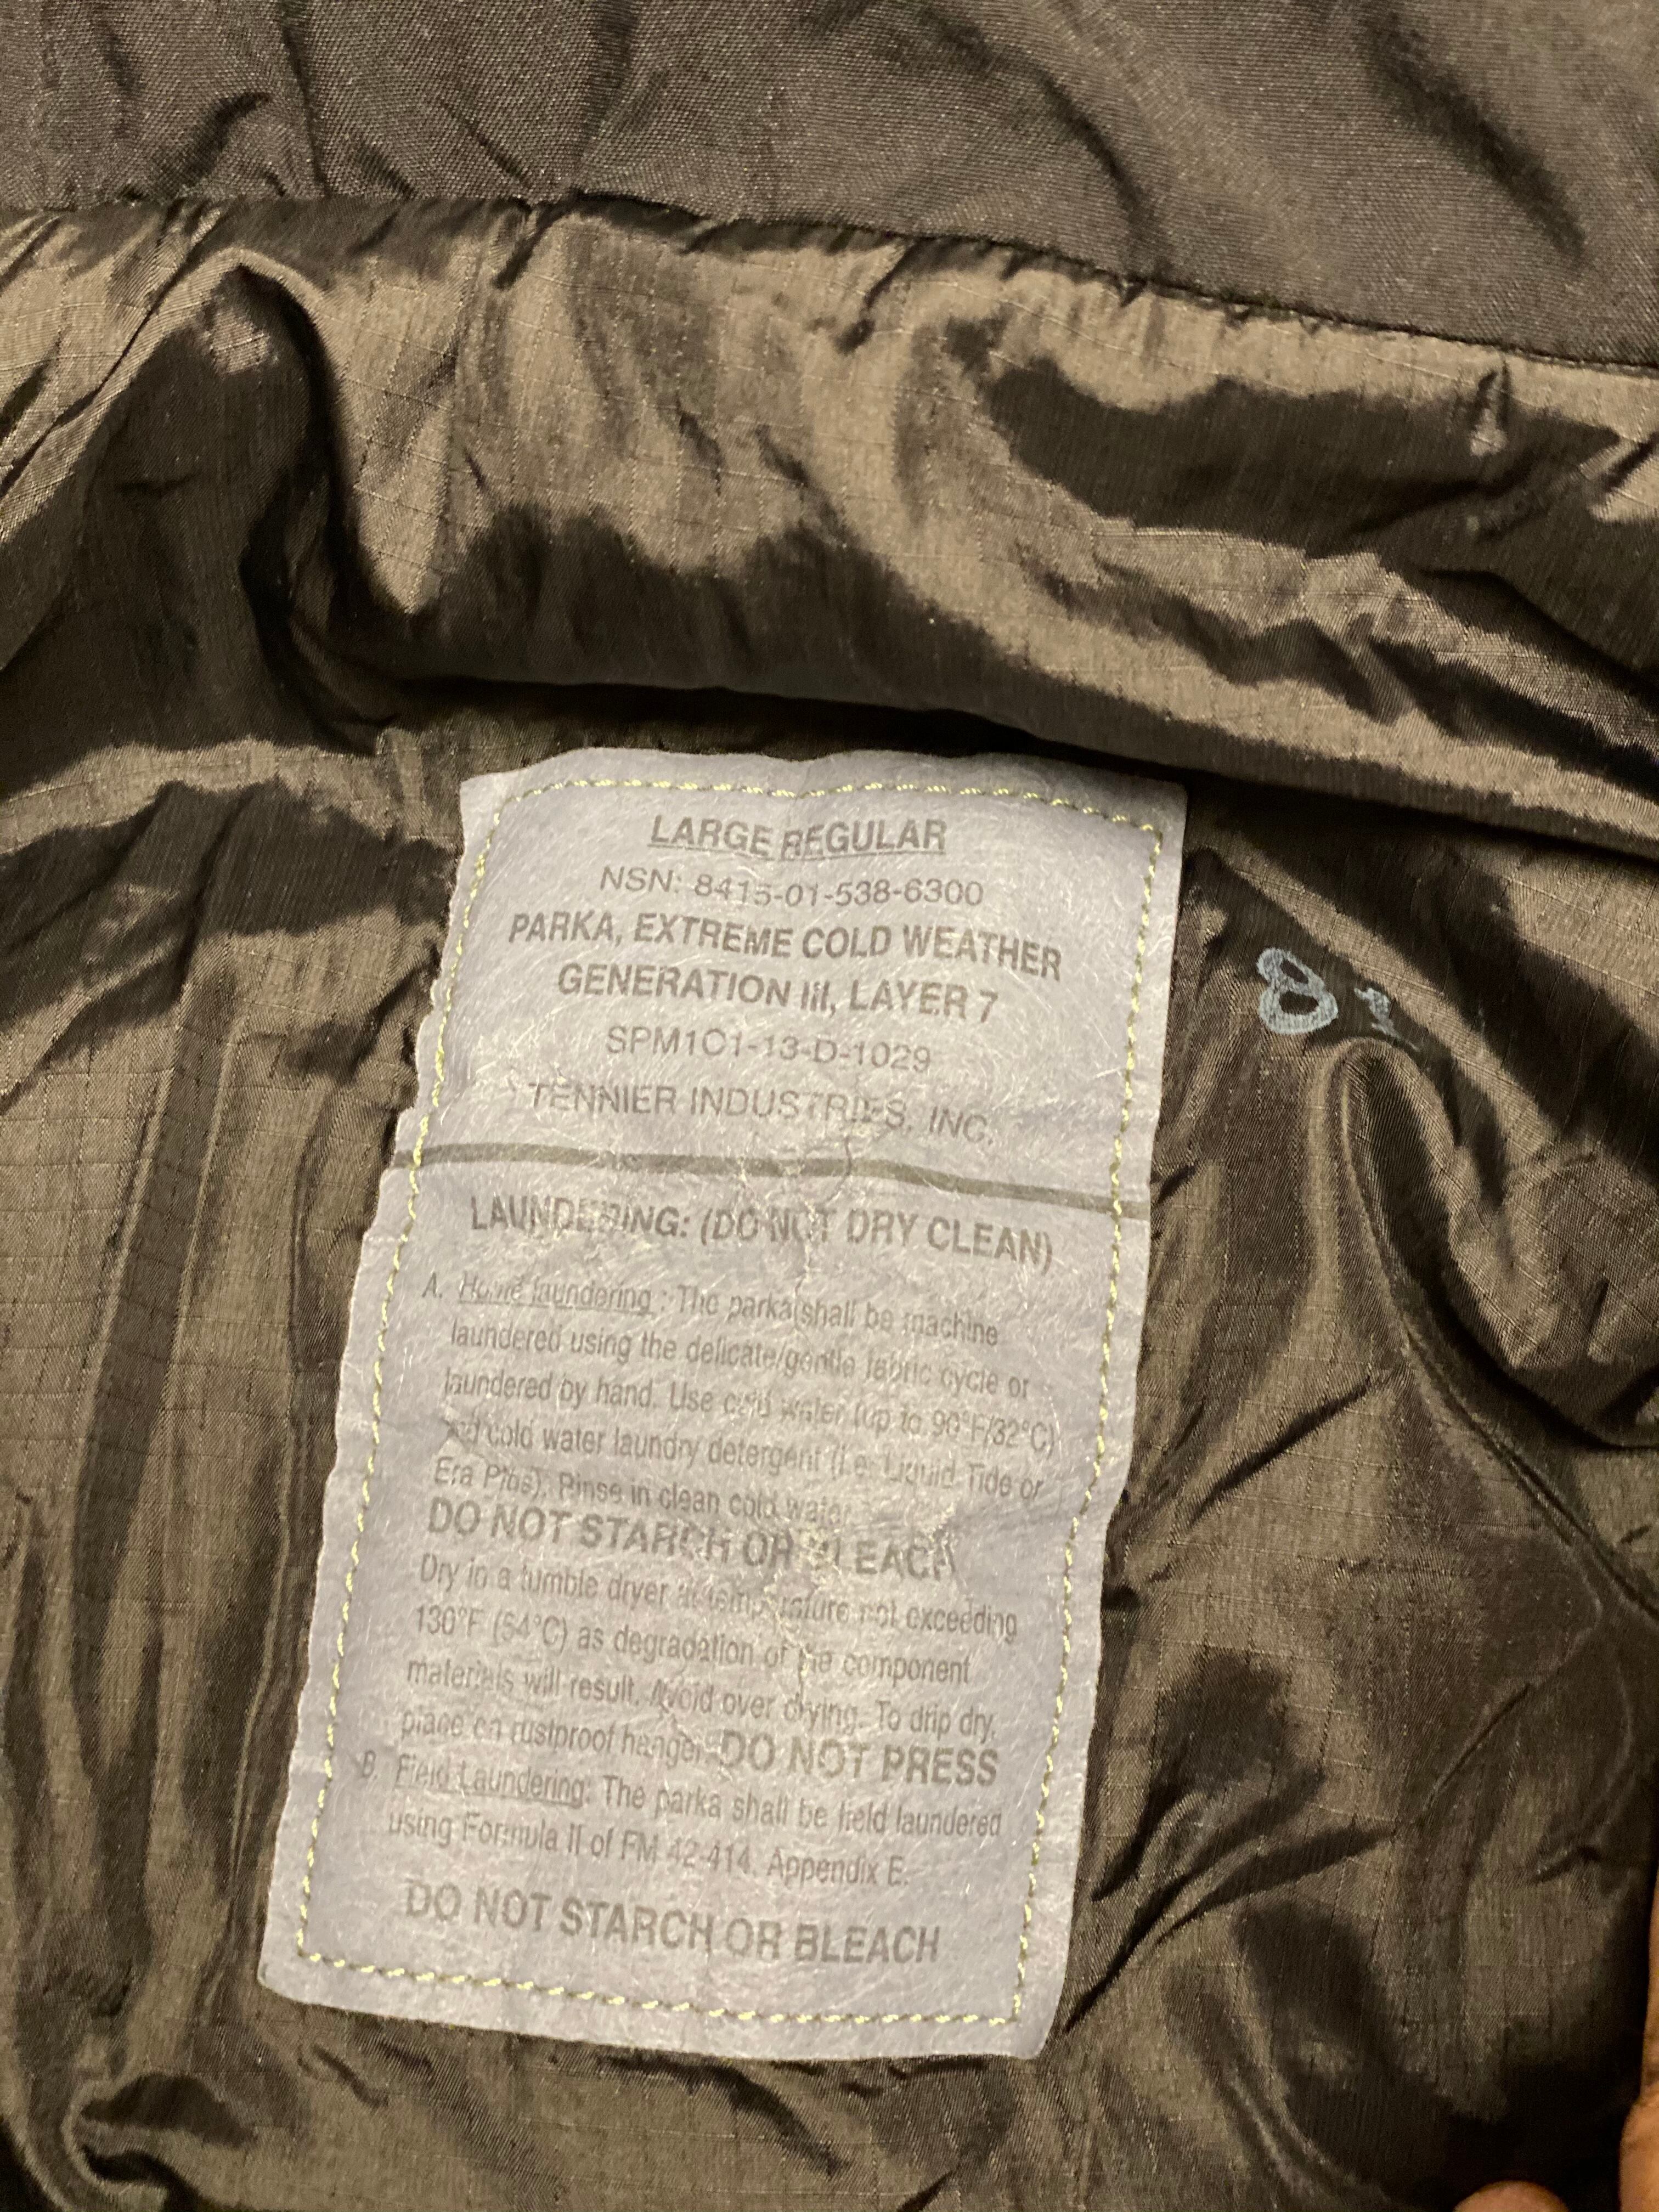 LARGE REGULAR
NSN: 8415-01-538-6300
PARKA, EXTREME COLD WEATHER
GENERATION III, LAYER 7
SPM1C1-13-D-1029
TENNIER INDUSTRIES, INC.
LAUNDERING: (DO NOT DRY CLEAN)
A. Home laundering : The parka shall be machine
laundered using the delicate/gentle fabric cycle or
laundered by hand. Use cold water (up to 90°F/32°C)
and cold water laundry detergent (i.e. Liquid Tide or
Era Plus). Rinse in clean cold water.
DO NOT STARCH OR BLEACH
Dry in a tumble dryer at temperature not exceeding
130°F (54°C) as degradation of the component
materials will result. Avoid over drying. To drip dry,
place on rustproof hanger. DO NOT PRESS
B. Field Laundering: The parka shall be field laundered
using Formula II of FM 42-414, Appendix E.
DO NOT STARCH OR BLEACH
8